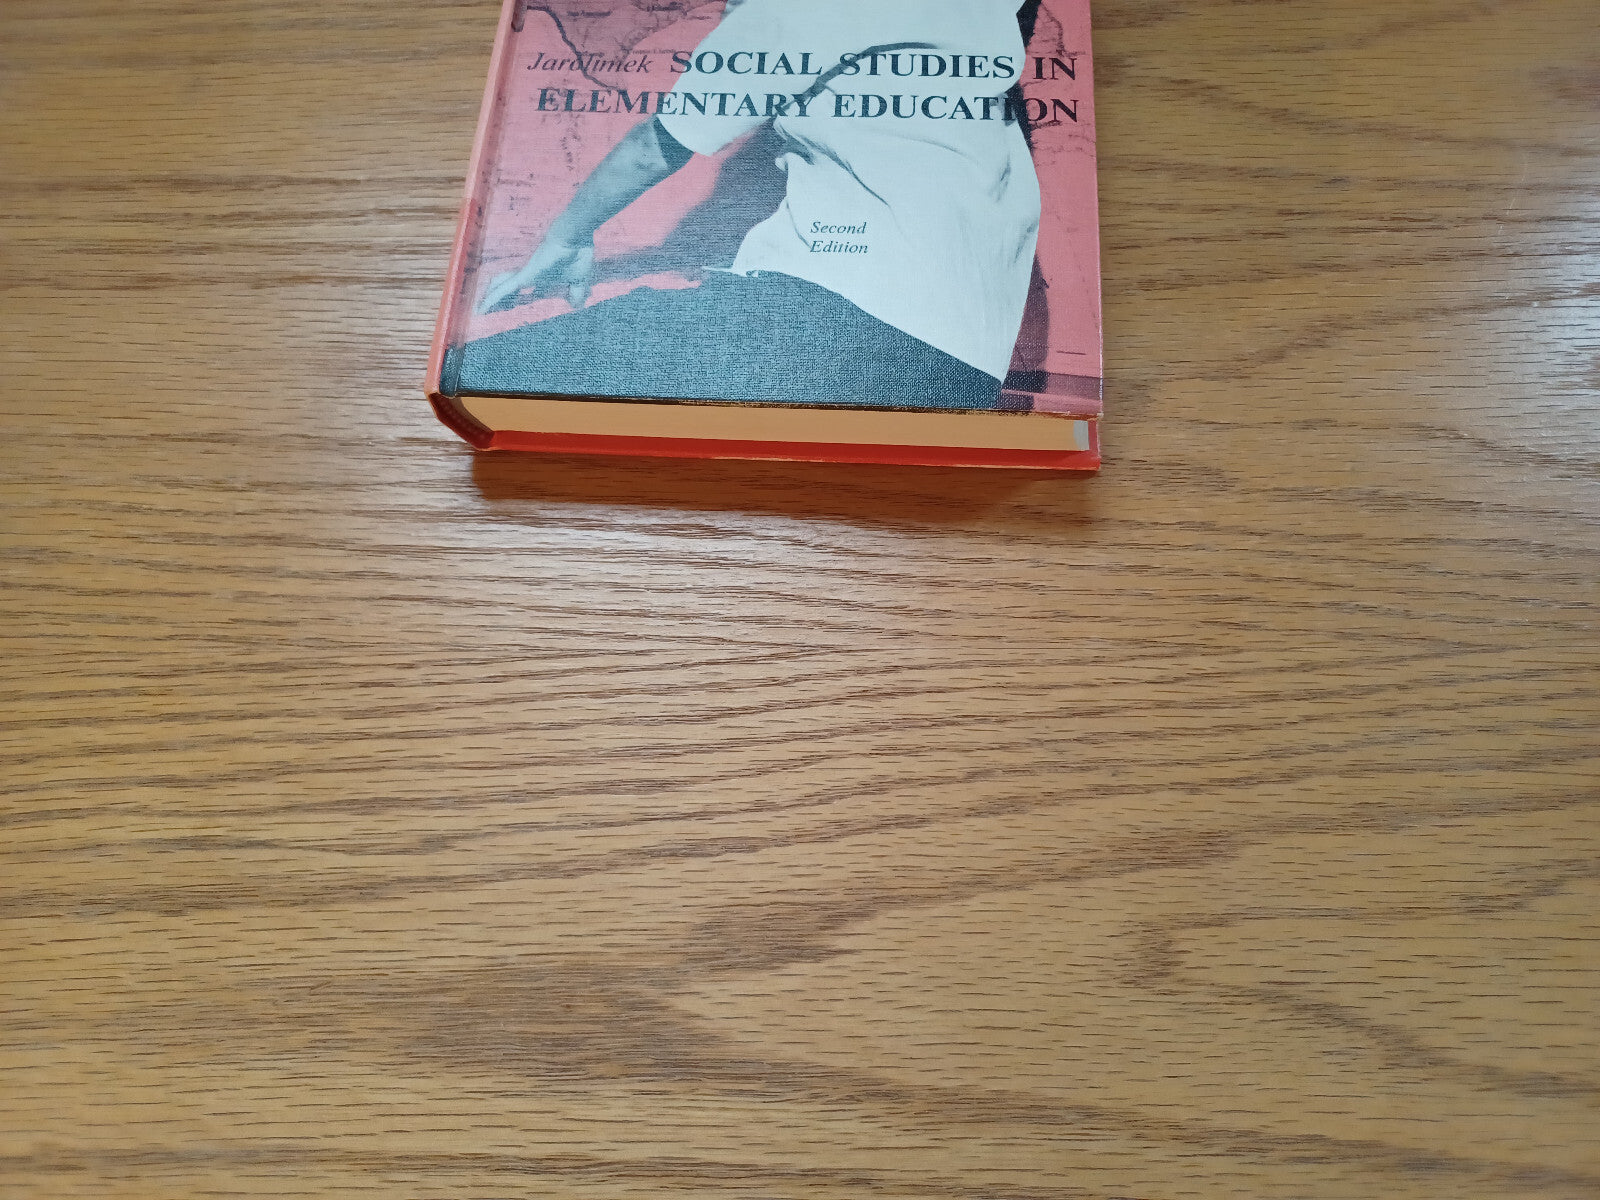 Jarolimek SOCIAL STUDIES IN
ELEMENTARY EDUCATION
Second
Edition